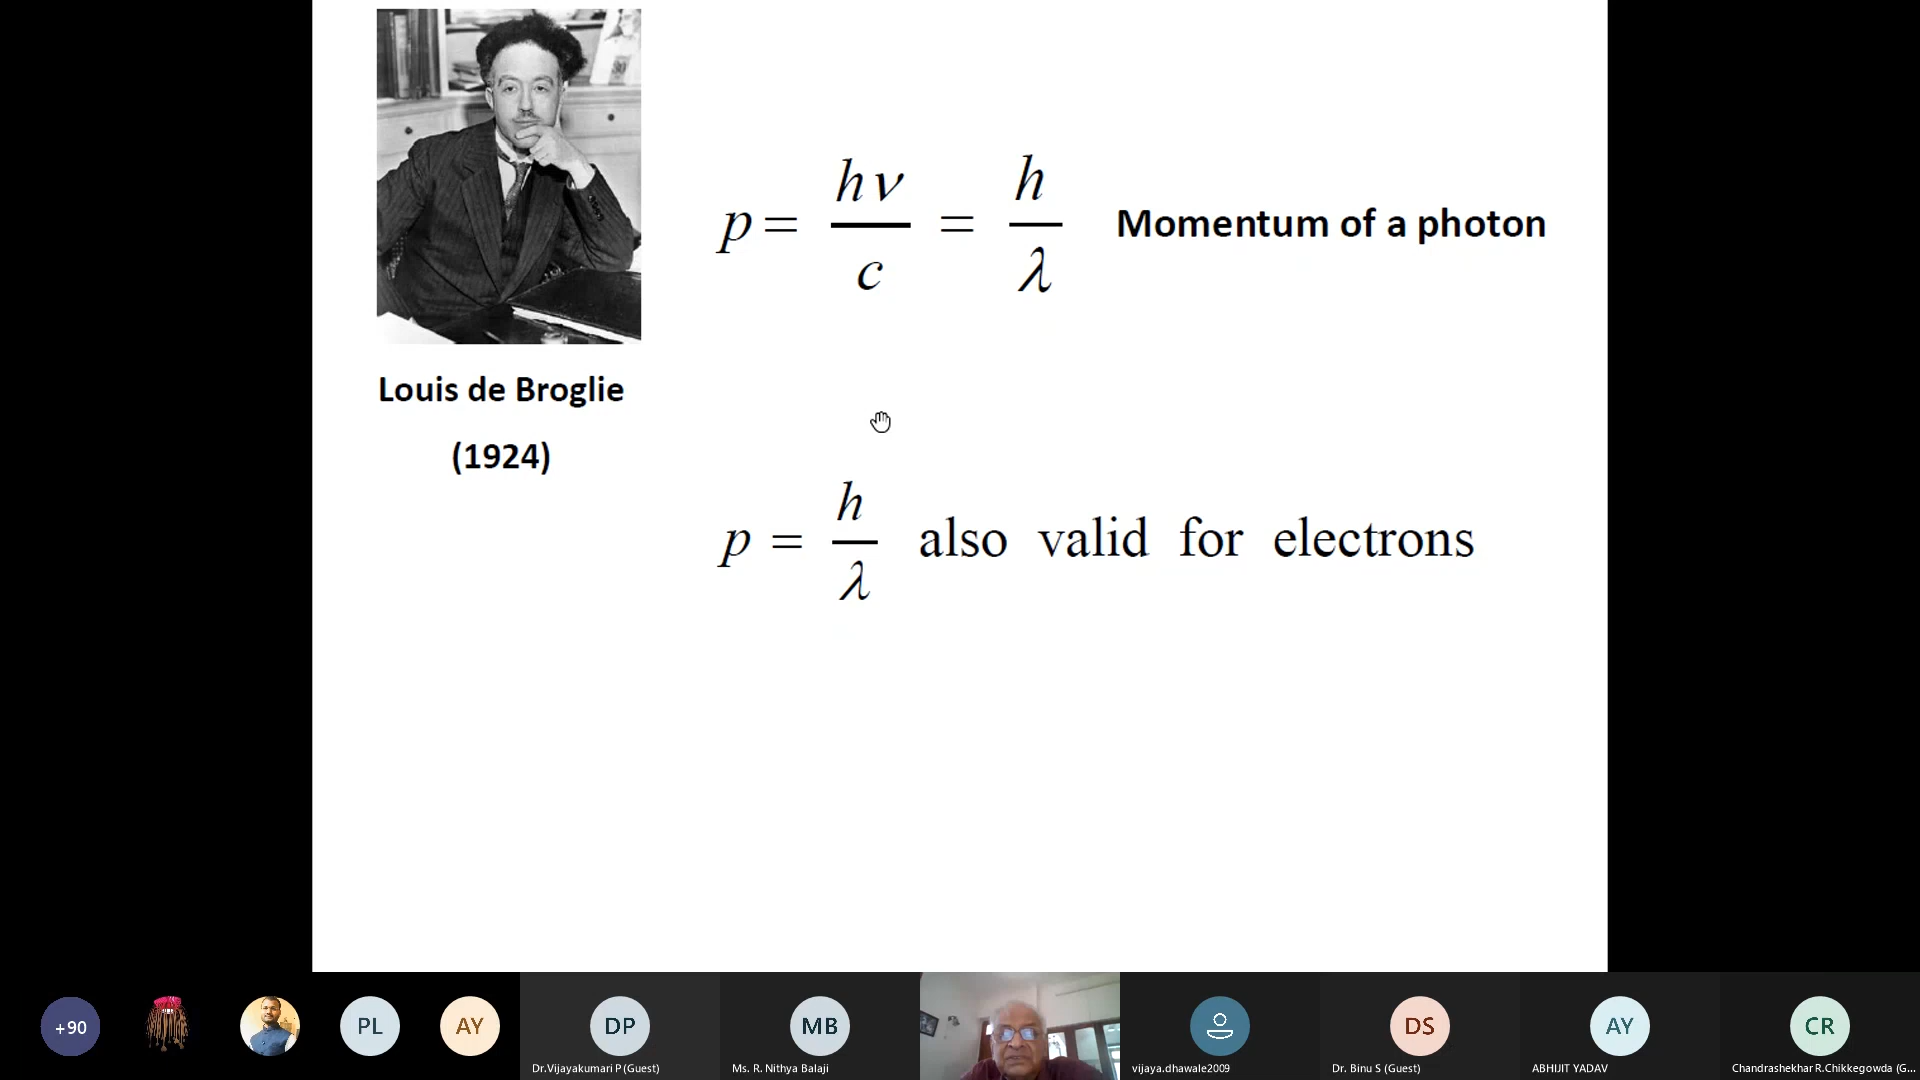 p = hν / c = h / λ Momentum of a photon
Louis de Broglie
(1924)
p = h / λ also valid for electrons
+90
PL
AY
DP
MB
DS
AY
CR
Dr.Vijayakumari P (Guest)
Ms. R. Nithya Balaji
vijaya.dhawale2009
Dr. Binu S (Guest)
ABHIJIT YADAV
Chandrashekhar R.Chikkegowda (G...